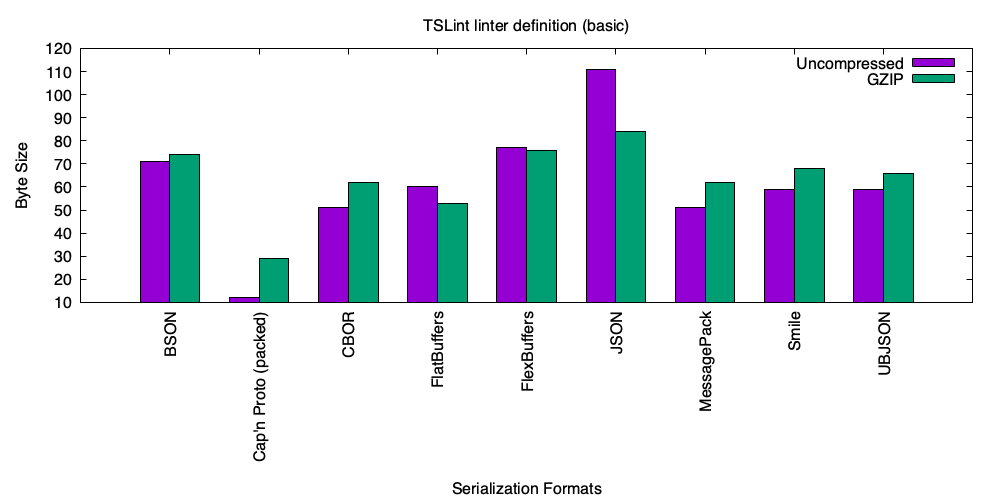 TSLint linter definition (basic)
120
110
100
90
80
70
60
50
40
30
20
10
Byte Size
Uncompressed
GZIP
BSON
Cap'n Proto (packed)
CBOR
FlatBuffers
FlexBuffers
JSON
MessagePack
Smile
UBJSON
Serialization Formats